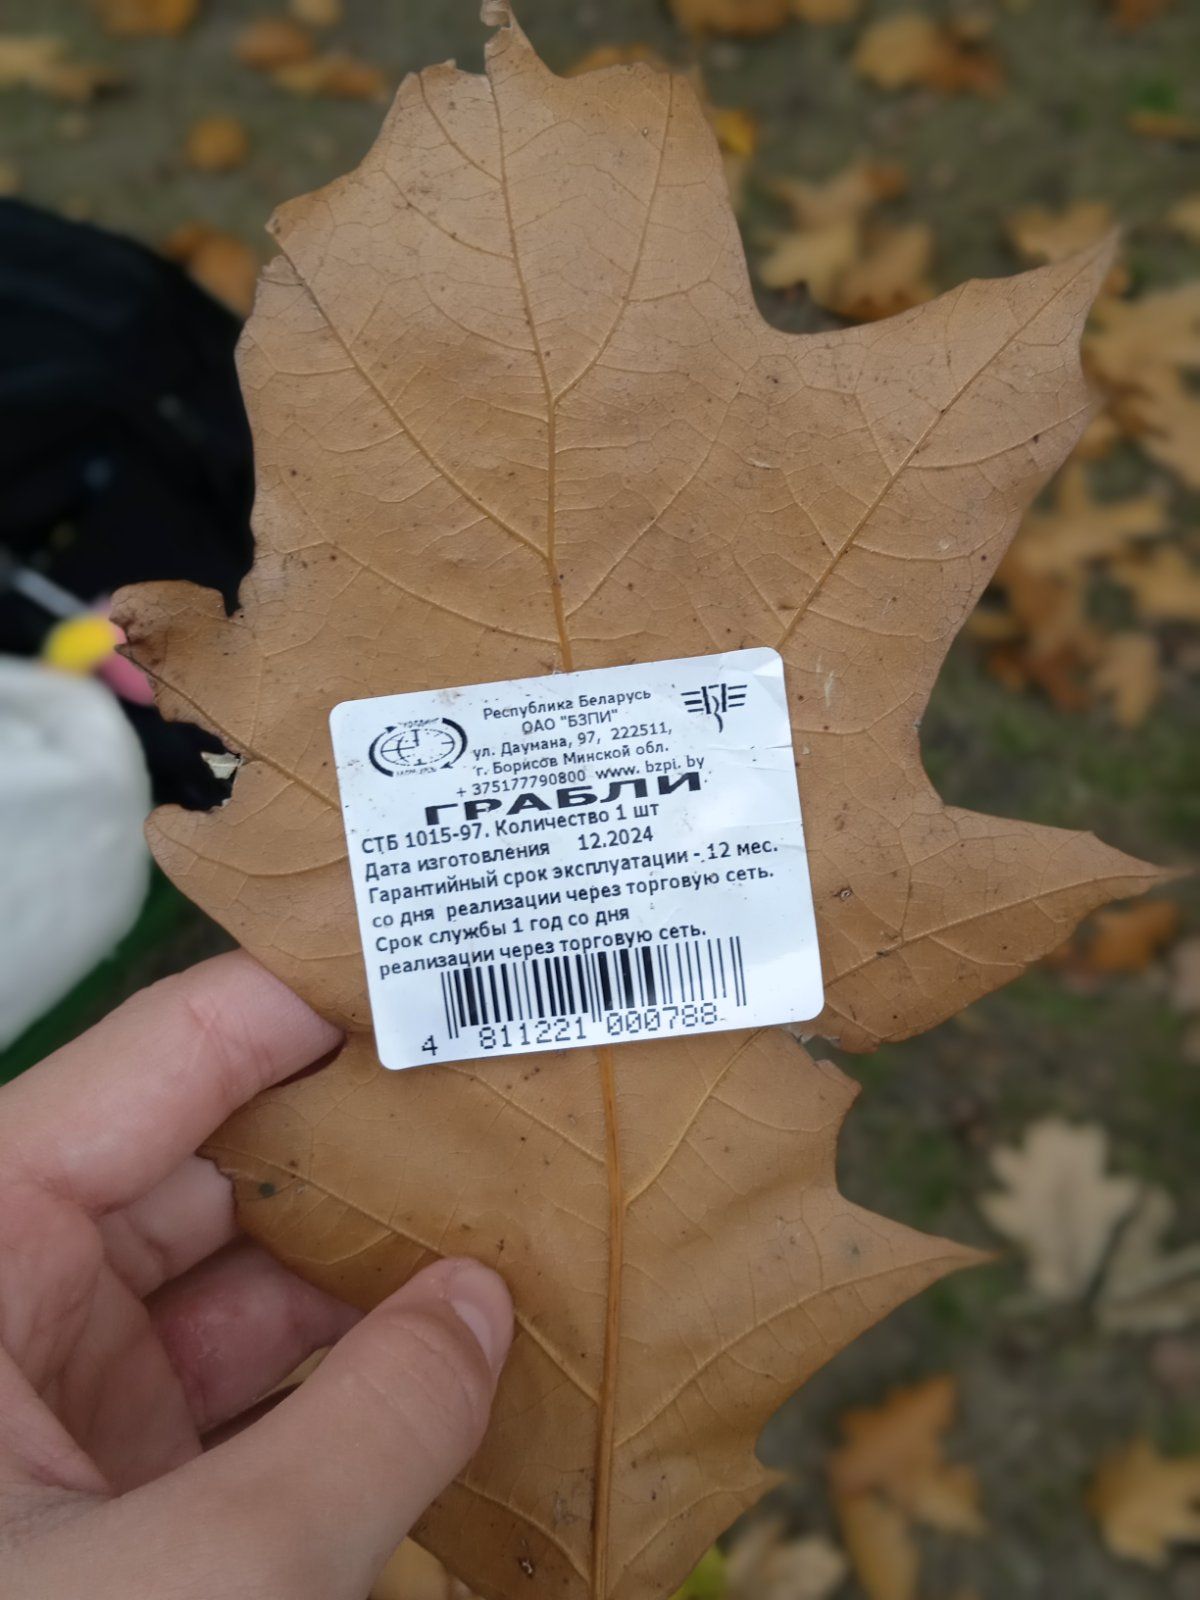 Республика Беларусь
ОАО "БЗПИ"
ул. Даумана, 97, 222511,
г. Борисов Минской обл.
+ 375177790800 www. bzpi. by
ГРАБЛИ
СТБ 1015-97. Количество 1 шт
Дата изготовления 12.2024
Гарантийный срок эксплуатации - 12 мес.
со дня реализации через торговую сеть.
Срок службы 1 год со дня
реализации через торговую сеть.
4 811221 000788